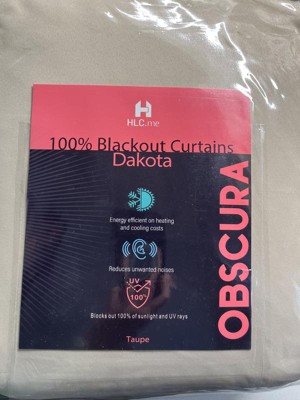 HLC.me
100% Blackout Curtains
Dakota
OBSCURA
Energy efficient on heating
and cooling costs
Reduces unwanted noises
UV
100%
Blocks out 100% of sunlight and UV rays
Taupe